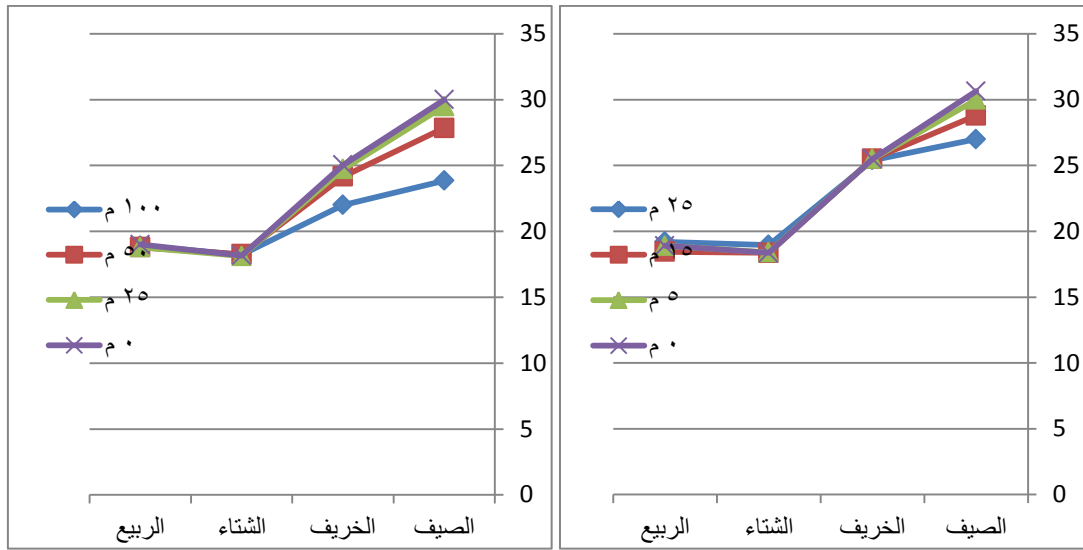 35
30
25
20
15
10
5
0
الصيف
الخريف
الشتاء
الربيع
٢٥ م
١٥ م
٥ م
٠ م
35
30
25
20
15
10
5
0
الصيف
الخريف
الشتاء
الربيع
١٠٠ م
٥٠ م
٢٥ م
٠ م